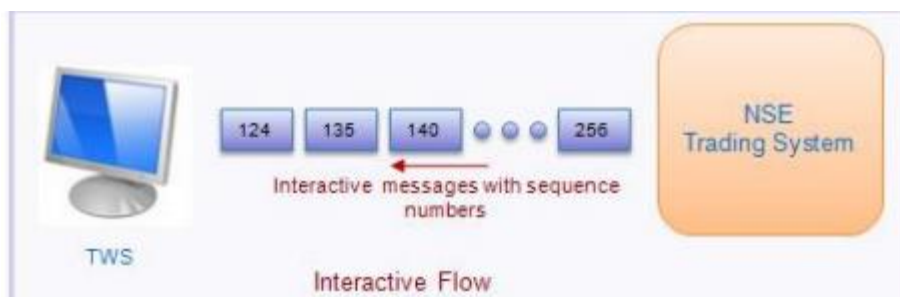 124 135 140 256
NSE
Trading System
Interactive messages with sequence
numbers
TWS
Interactive Flow